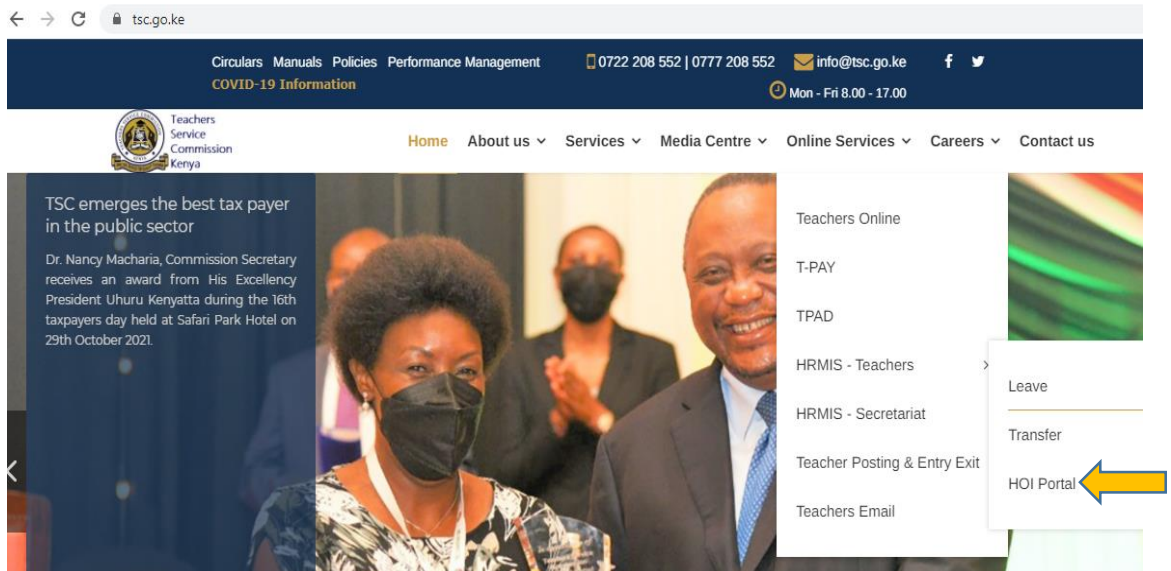 tsc.go.ke
Circulars Manuals Policies Performance Management
0722 208 552 | 0777 208 552
info@tsc.go.ke
COVID-19 Information
Mon - Fri 8.00 - 17.00
Teachers
Service
Commission
Kenya
Home About us Services Media Centre Online Services Careers Contact us
TSC emerges the best tax payer
in the public sector
Dr. Nancy Macharia, Commission Secretary
receives an award from His Excellency
President Uhuru Kenyatta during the 16th
taxpayers day held at Safari Park Hotel on
29th October 2021.
Teachers Online
T-PAY
TPAD
HRMIS - Teachers
HRMIS - Secretariat
Teacher Posting & Entry Exit
Teachers Email
Leave
Transfer
HOI Portal